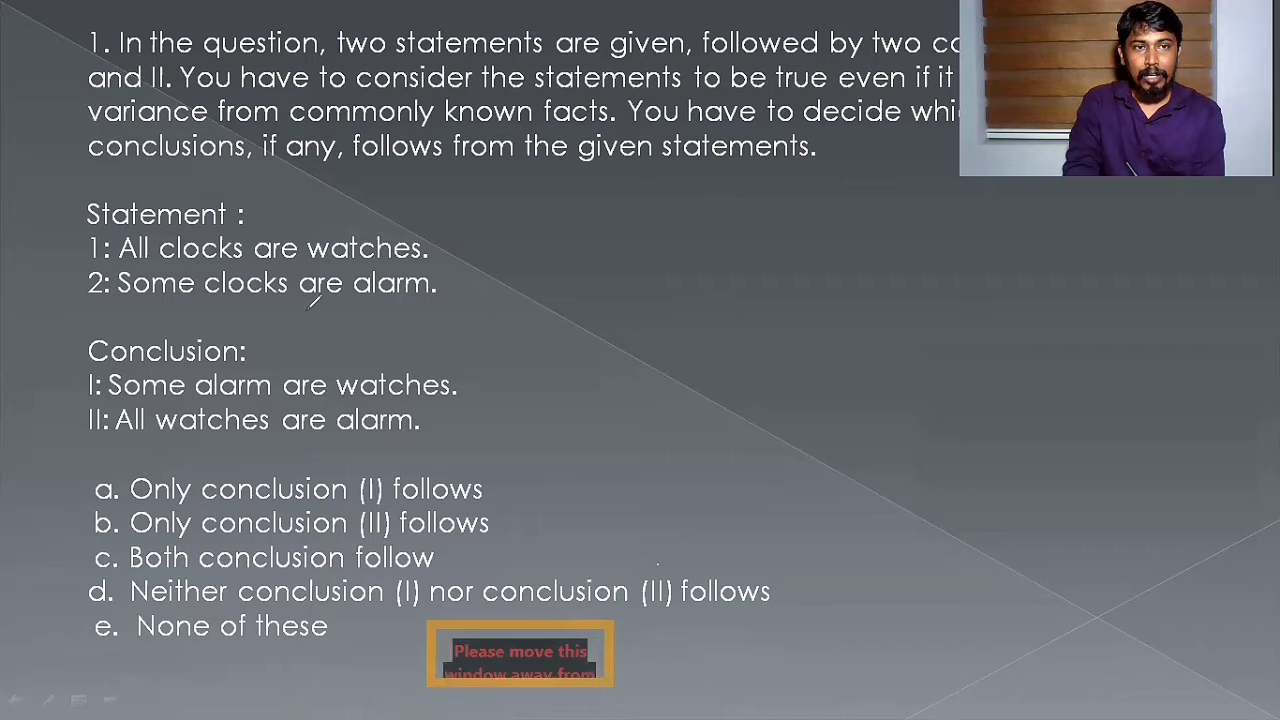 1. In the question, two statements are given, followed by two
and II. You have to consider the statements to be true even if it
variance from commonly known facts. You have to decide
conclusions, if any, follows from the given statements.
Statement :
1: All clocks are watches.
2: Some clocks are alarm.
Conclusion:
I: Some alarm are watches.
II: All watches are alarm.
a. Only conclusion (I) follows
b. Only conclusion (II) follows
c. Both conclusion follow
d. Neither conclusion (I) nor conclusion (II) follows
e. None of these
Please move this
window away from